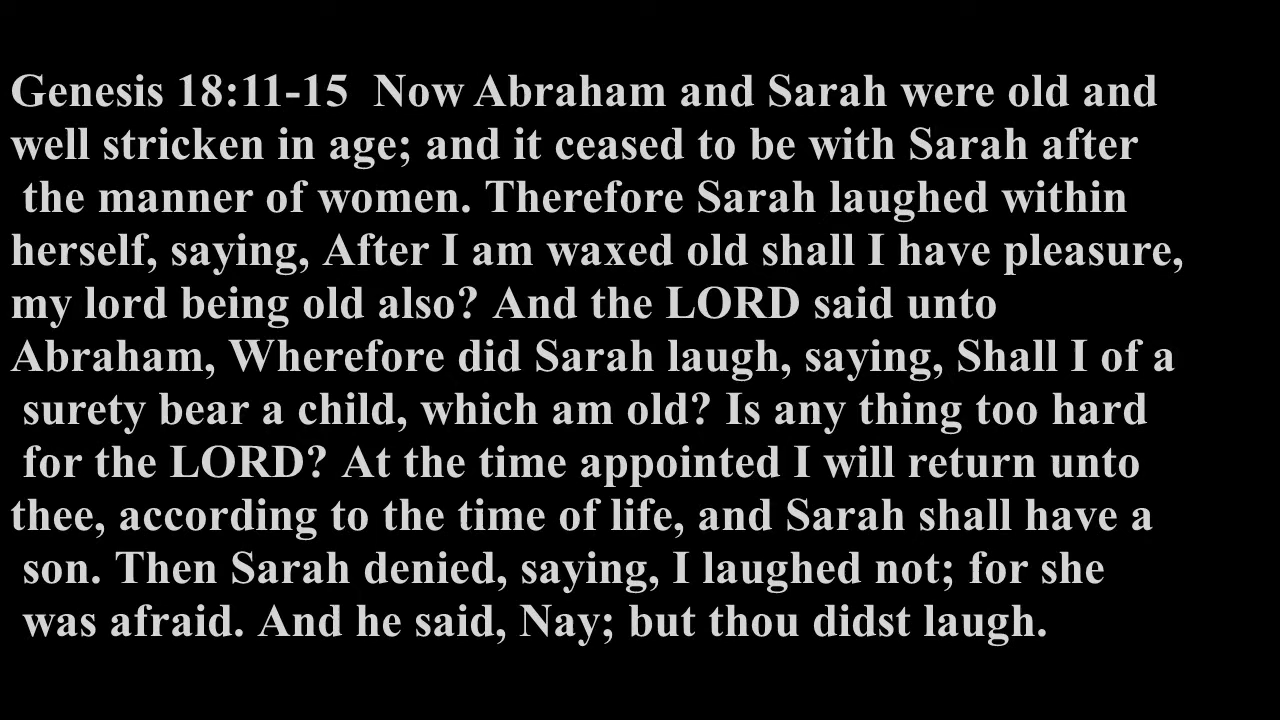 Genesis 18:11-15  Now Abraham and Sarah were old and
well stricken in age; and it ceased to be with Sarah after
the manner of women. Therefore Sarah laughed within
herself, saying, After I am waxed old shall I have pleasure,
my lord being old also? And the LORD said unto
Abraham, Wherefore did Sarah laugh, saying, Shall I of a
surety bear a child, which am old? Is any thing too hard
for the LORD? At the time appointed I will return unto
thee, according to the time of life, and Sarah shall have a
son. Then Sarah denied, saying, I laughed not; for she
was afraid. And he said, Nay; but thou didst laugh.